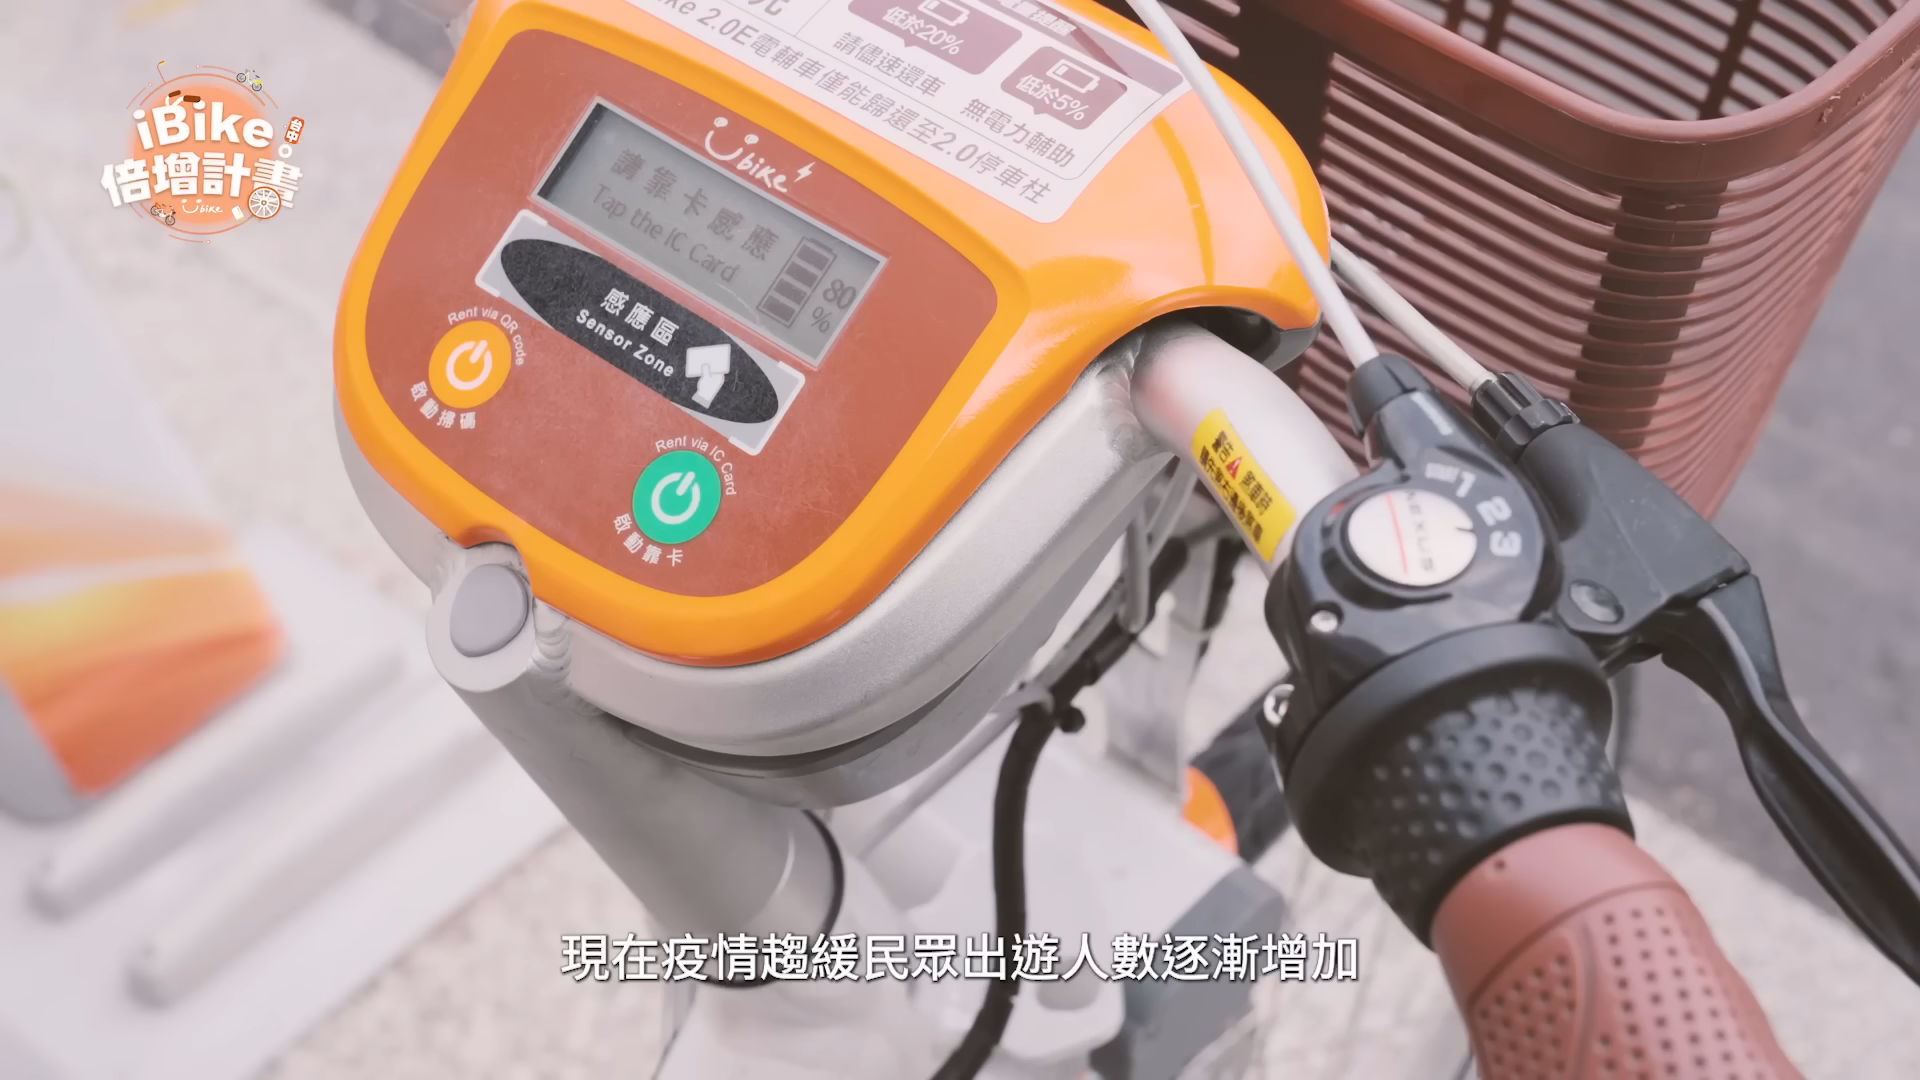 iBike
台中
倍增計畫
Ubike
ike 2.0E電輔車僅能歸還至2.0停車柱
低於20%
請儘速還車
低於5%
無電力輔助
Ubike
請靠卡感應
Tap the IC Card
80
%
感應區
Sensor Zone
Rent via QR code
啟動掃碼
Rent via IC Card
啟動靠卡
警告
1 2 3
NEXUS
現在疫情趨緩民眾出遊人數逐漸增加